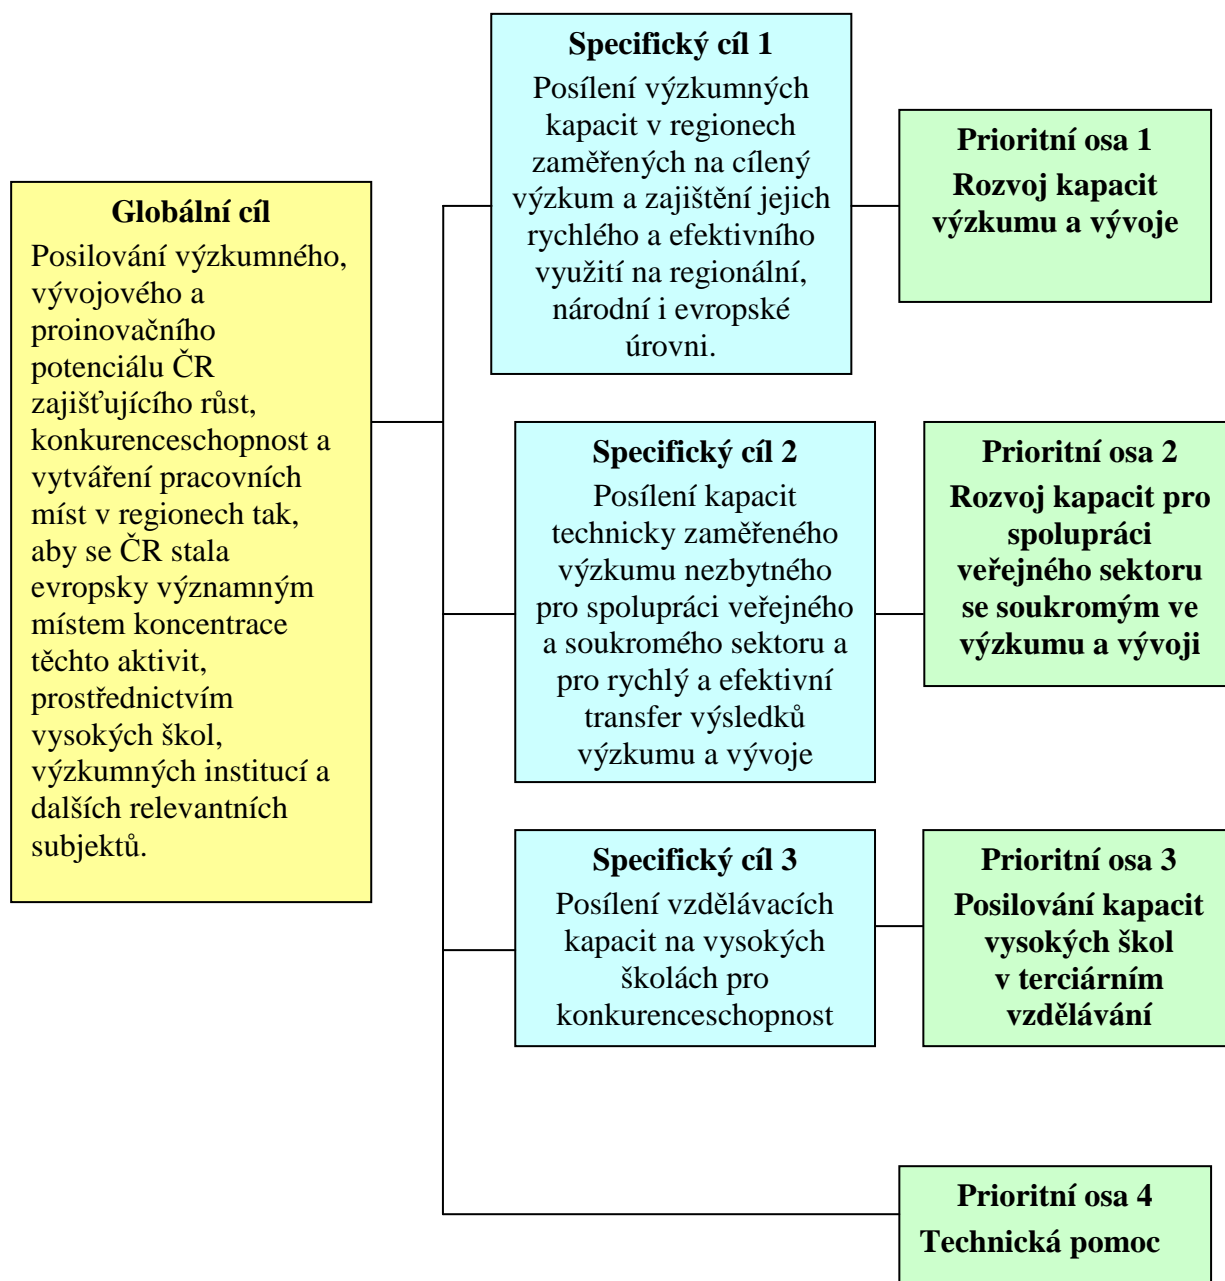 Globální cíl
Posilování výzkumného,
vývojového a
proinovačního
potenciálu ČR
zajišťujícího růst,
konkurenceschopnost a
vytváření pracovních
míst v regionech tak,
aby se ČR stala
evropsky významným
místem koncentrace
těchto aktivit,
prostřednictvím
vysokých škol,
výzkumných institucí a
dalších relevantních
subjektů.
Specifický cíl 1
Posílení výzkumných
kapacit v regionech
zaměřených na cílený
výzkum a zajištění jejich
rychlého a efektivního
využití na regionální,
národní i evropské
úrovni.
Prioritní osa 1
Rozvoj kapacit
výzkumu a vývoje
Specifický cíl 2
Posílení kapacit
technicky zaměřeného
výzkumu nezbytného
pro spolupráci veřejného
a soukromého sektoru a
pro rychlý a efektivní
transfer výsledků
výzkumu a vývoje
Prioritní osa 2
Rozvoj kapacit pro
spolupráci
veřejného sektoru
se soukromým ve
výzkumu a vývoji
Specifický cíl 3
Posílení vzdělávacích
kapacit na vysokých
školách pro
konkurenceschopnost
Prioritní osa 3
Posilování kapacit
vysokých škol
v terciárním
vzdělávání
Prioritní osa 4
Technická pomoc